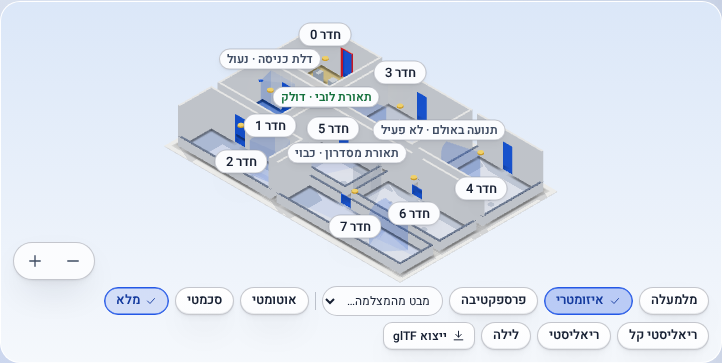 חדר 0
דלת כניסה · נעול
חדר 3
תאורת לובי · דולק
חדר 1
חדר 5
תנועה באולם · לא פעיל
תאורת מסדרון · כבוי
חדר 2
חדר 4
חדר 6
חדר 7
+ −
מלמעלה
✓ איזומטרי
פרספקטיבה
מבט מהמצלמה...
אוטומטי
סכמטי
✓ מלא
ריאליסטי קל
ריאליסטי
לילה
ייצוא glTF